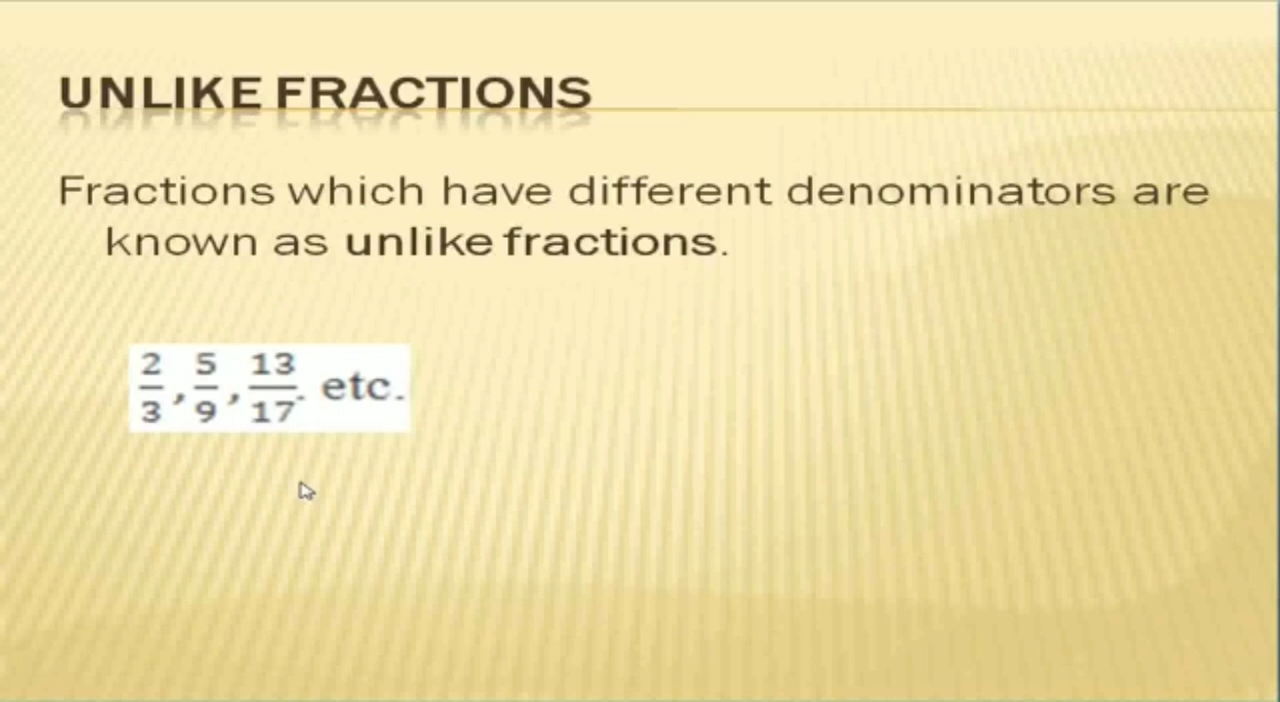 UNLIKE FRACTIONS
Fractions which have different denominators are
known as unlike fractions.
2/3, 5/9, 13/17. etc.